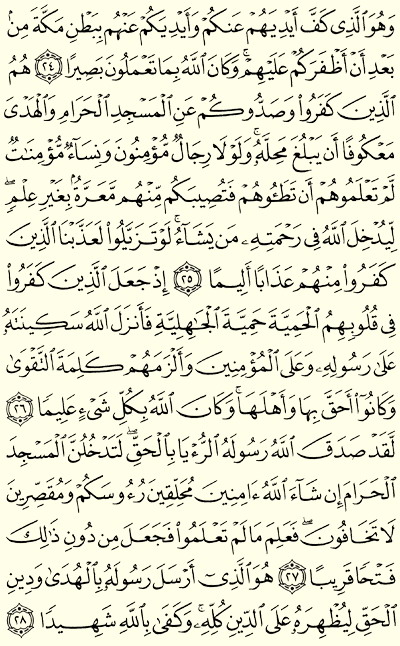 وَهُوَ ٱلَّذِى كَفَّ أَيۡدِيَهُمۡ عَنكُمۡ وَأَيۡدِيَكُمۡ عَنۡهُم بِبَطۡنِ مَكَّةَ مِنۢ
بَعۡدِ أَنۡ أَظۡفَرَكُمۡ عَلَيۡهِمۡۚ وَكَانَ ٱللَّهُ بِمَا تَعۡمَلُونَ بَصِيرًا ٢٤ هُمُ
ٱلَّذِينَ كَفَرُواْ وَصَدُّوكُمۡ عَنِ ٱلۡمَسۡجِدِ ٱلۡحَرَامِ وَٱلۡهَدۡىَ
مَعۡكُوفًا أَن يَبۡلُغَ مَحِلَّهُۥۚ وَلَوۡلَا رِجَالٞ مُّؤۡمِنُونَ وَنِسَآءٞ مُّؤۡمِنَٰتٞ
لَّمۡ تَعۡلَمُوهُمۡ أَن تَطَـُٔوهُمۡ فَتُصِيبَكُم مِّنۡهُم مَّعَرَّةُۢ بِغَيۡرِ عِلۡمٖۖ
لِّيُدۡخِلَ ٱللَّهُ فِى رَحۡمَتِهِۦ مَن يَشَآءُۚ لَوۡ تَزَيَّلُواْ لَعَذَّبۡنَا ٱلَّذِينَ
كَفَرُواْ مِنۡهُمۡ عَذَابًا أَلِيمًا ٢٥ إِذۡ جَعَلَ ٱلَّذِينَ كَفَرُواْ
فِى قُلُوبِهِمُ ٱلۡحَمِيَّةَ حَمِيَّةَ ٱلۡجَٰهِلِيَّةِ فَأَنزَلَ ٱللَّهُ سَكِينَتَهُۥ
عَلَىٰ رَسُولِهِۦ وَعَلَى ٱلۡمُؤۡمِنِينَ وَأَلۡزَمَهُمۡ كَلِمَةَ ٱلتَّقۡوَىٰ
وَكَانُوٓاْ أَحَقَّ بِهَا وَأَهۡلَهَاۚ وَكَانَ ٱللَّهُ بِكُلِّ شَىۡءٍ عَلِيمٗا ٢٦
لَّقَدۡ صَدَقَ ٱللَّهُ رَسُولَهُ ٱلرُّءۡيَا بِٱلۡحَقِّۖ لَتَدۡخُلُنَّ ٱلۡمَسۡجِدَ
ٱلۡحَرَامَ إِن شَآءَ ٱللَّهُ ءَامِنِينَ مُحَلِّقِينَ رُءُوسَكُمۡ وَمُقَصِّرِينَ
لَا تَخَافُونَۖ فَعَلِمَ مَا لَمۡ تَعۡلَمُواْ فَجَعَلَ مِن دُونِ ذَٰلِكَ
فَتۡحٗا قَرِيبًا ٢٧ هُوَ ٱلَّذِىٓ أَرۡسَلَ رَسُولَهُۥ بِٱلۡهُدَىٰ وَدِينِ
ٱلۡحَقِّ لِيُظۡهِرَهُۥ عَلَى ٱلدِّينِ كُلِّهِۦۚ وَكَفَىٰ بِٱللَّهِ شَهِيدٗا ٢٨